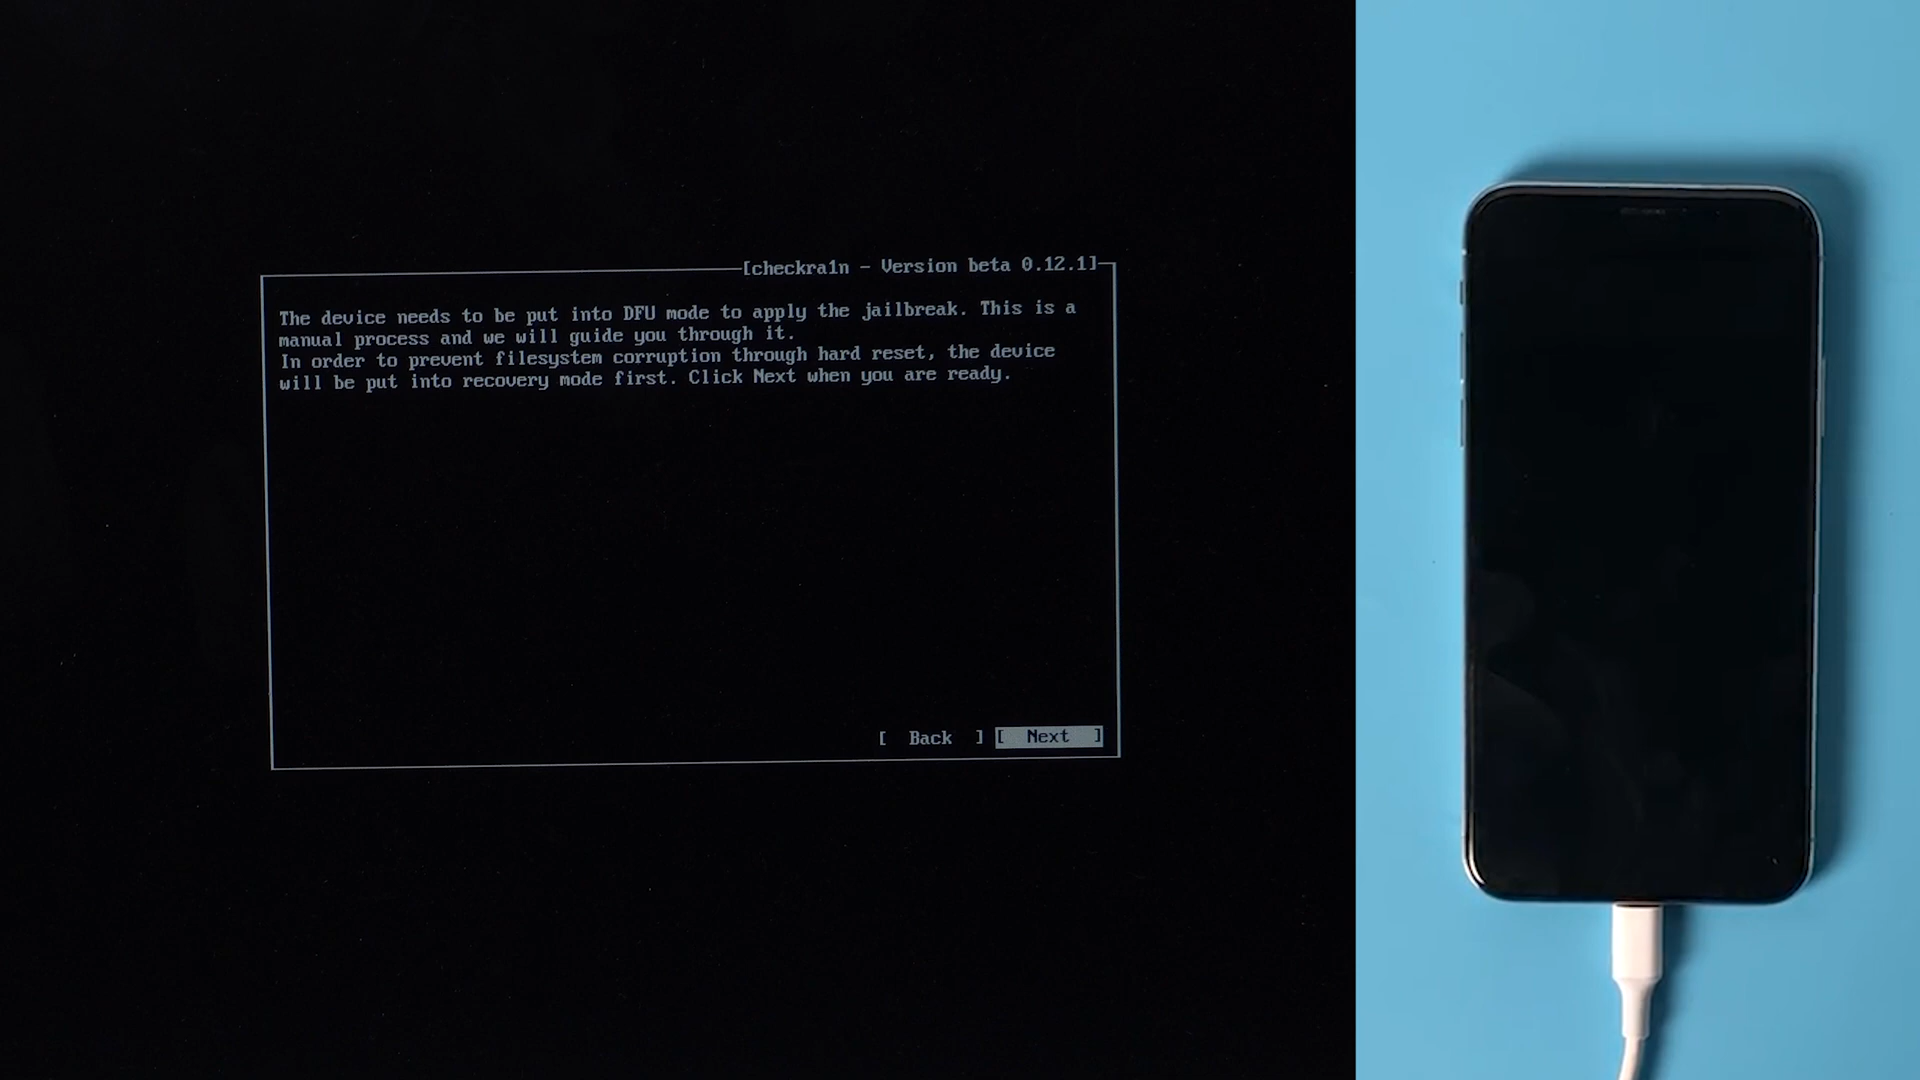 [checkra1n - Version beta 0.12.1]
The device needs to be put into DFU mode to apply the jailbreak. This is a
manual process and we will guide you through it.
In order to prevent filesystem corruption through hard reset, the device
will be put into recovery mode first. Click Next when you are ready.
[ Back ] [ Next ]